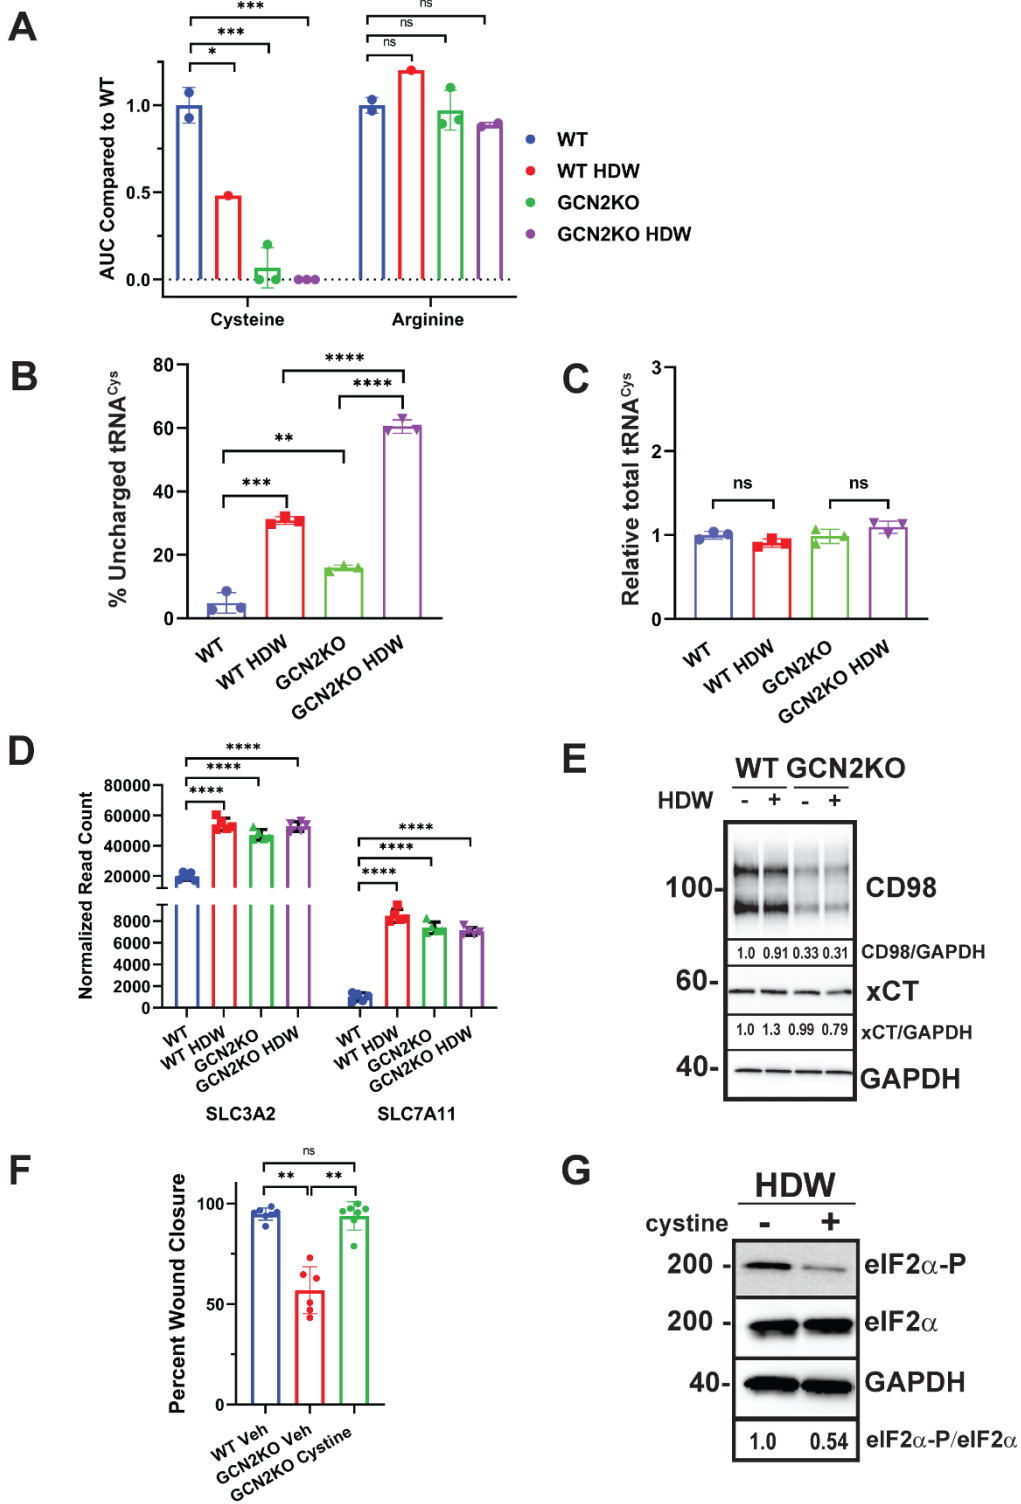 A
***
***
*
ns
ns
ns
AUC Compared to WT
1.0
0.5
0.0
Cysteine
Arginine
WT
WT HDW
GCN2KO
GCN2KO HDW
B
% Uncharged tRNACys
80
60
40
20
0
****
****
**
***
WT
WT HDW
GCN2KO
GCN2KO HDW
C
Relative total tRNACys
3
2
1
0
ns
ns
WT
WT HDW
GCN2KO
GCN2KO HDW
D
Normalized Read Count
80000
60000
40000
20000
8000
6000
4000
2000
0
****
****
****
****
****
****
WT
WT HDW
GCN2KO
GCN2KO HDW
WT
WT HDW
GCN2KO
GCN2KO HDW
SLC3A2
SLC7A11
E
WT GCN2KO
HDW - + - +
100-
CD98
1.0 0.91 0.33 0.31 CD98/GAPDH
60-
xCT
1.0 1.3 0.99 0.79 xCT/GAPDH
40-
GAPDH
F
Percent Wound Closure
100
50
0
ns
** **
WT Veh
GCN2KO Veh
GCN2KO Cystine
G
HDW
cystine - +
200 - eIF2α-P
200 - eIF2α
40- GAPDH
1.0 0.54 eIF2α-P/eIF2α